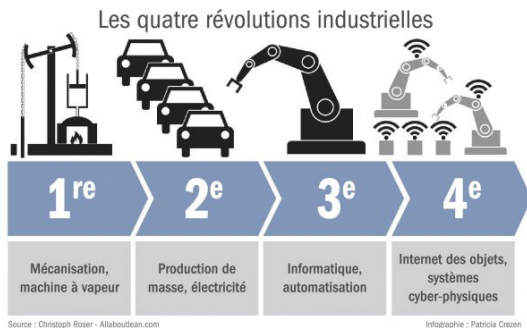 Les quatre révolutions industrielles
1re
2e
3e
4e
Mécanisation,
machine à vapeur
Production de
masse, électricité
Informatique,
automatisation
Internet des objets,
systèmes
cyber-physiques
Source : Christoph Roser - Allaboutlean.com
Infographie : Patricia Crezen